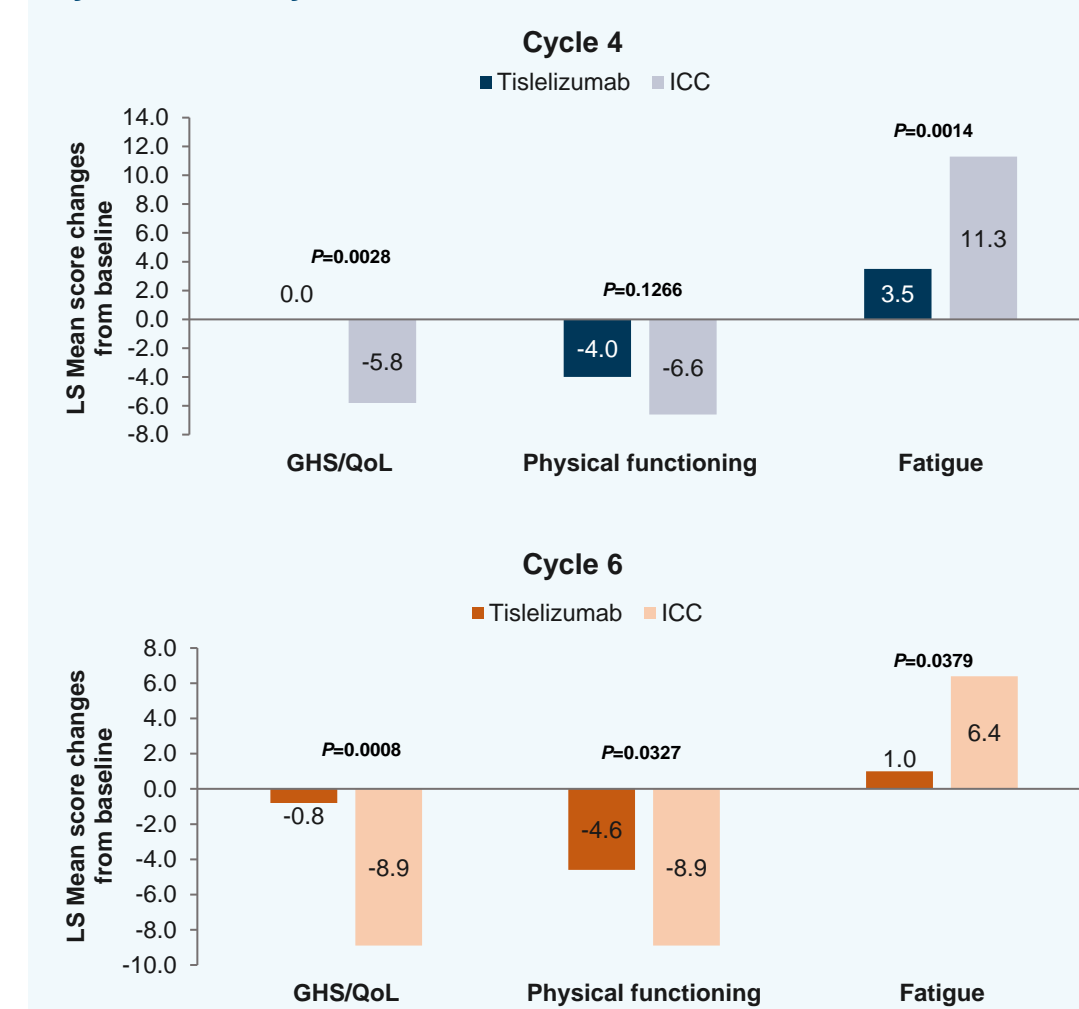 Cycle 4
Tislelizumab ICC
LS Mean score changes
from baseline
14.0
12.0
10.0
8.0
6.0
4.0
2.0
0.0
-2.0
-4.0
-6.0
-8.0
P=0.0028
0.0
-5.8
P=0.1266
-4.0
-6.6
P=0.0014
3.5
11.3
GHS/QoL Physical functioning Fatigue
Cycle 6
Tislelizumab ICC
LS Mean score changes
from baseline
8.0
6.0
4.0
2.0
0.0
-2.0
-4.0
-6.0
-8.0
-10.0
P=0.0008
-0.8
-8.9
P=0.0327
-4.6
-8.9
P=0.0379
1.0
6.4
GHS/QoL Physical functioning Fatigue